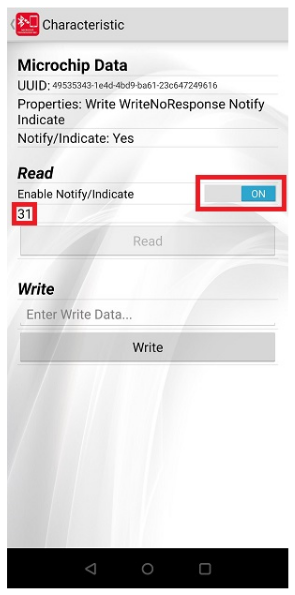 Characteristic
Microchip Data
UUID: 49535343-1e4d-4bd9-ba61-23c647249616
Properties: Write WriteNoResponse Notify
Indicate
Notify/Indicate: Yes
Read
Enable Notify/Indicate ON
31
Read
Write
Enter Write Data...
Write